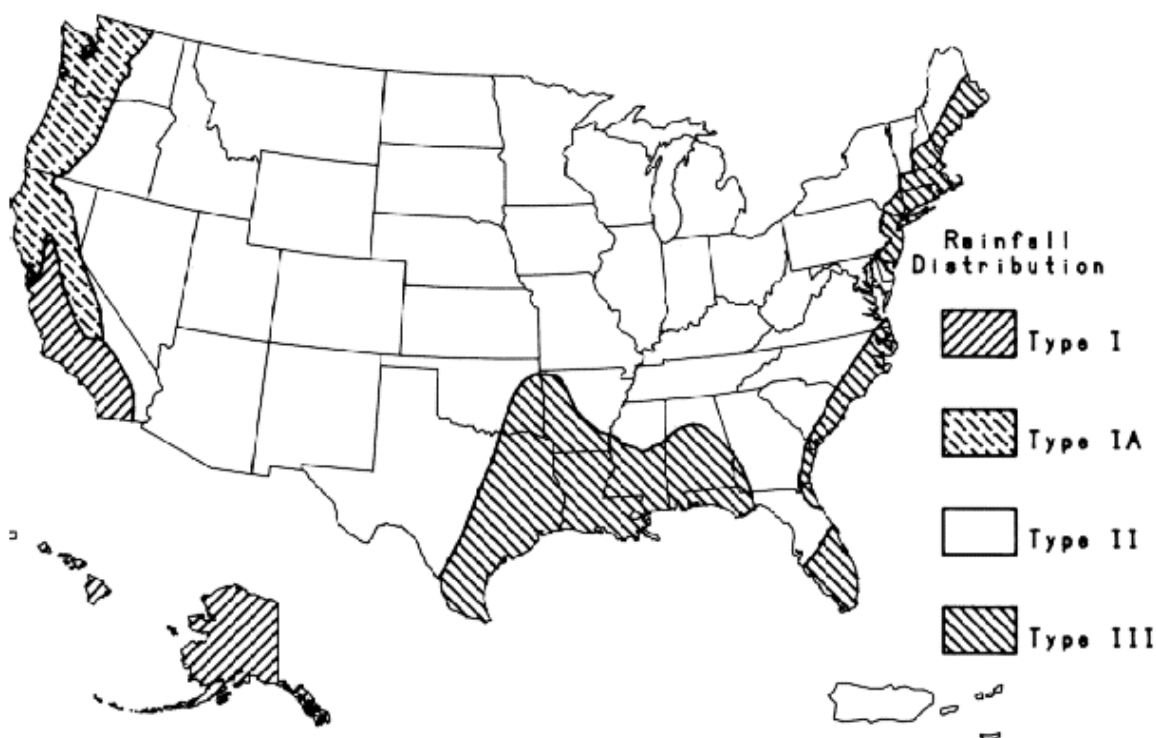 Rainfall
Distribution
Type I
Type IA
Type II
Type III